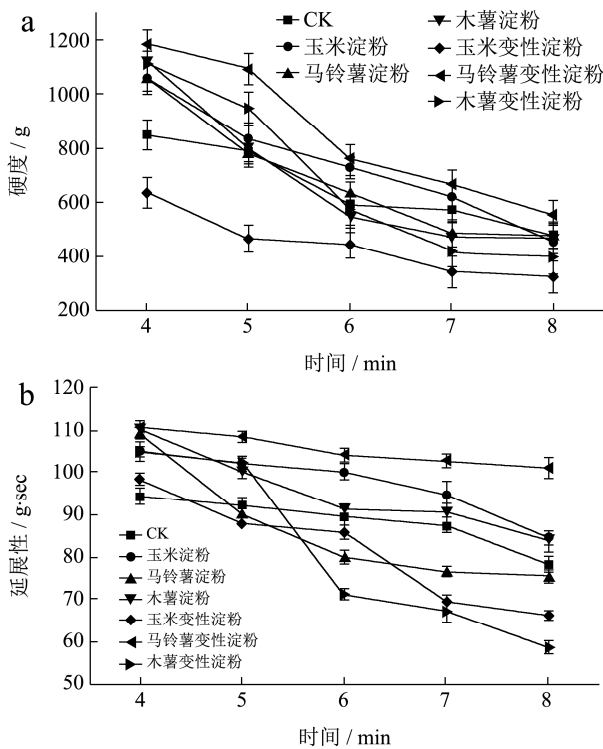 a
CK
玉米淀粉
马铃薯淀粉
木薯淀粉
玉米变性淀粉
马铃薯变性淀粉
木薯变性淀粉
硬度 / g
1200
1000
800
600
400
200
4 5 6 7 8
时间 / min
b
延展性 / g·sec
120
110
100
90
80
70
60
50
CK
玉米淀粉
马铃薯淀粉
木薯淀粉
玉米变性淀粉
马铃薯变性淀粉
木薯变性淀粉
4 5 6 7 8
时间 / min